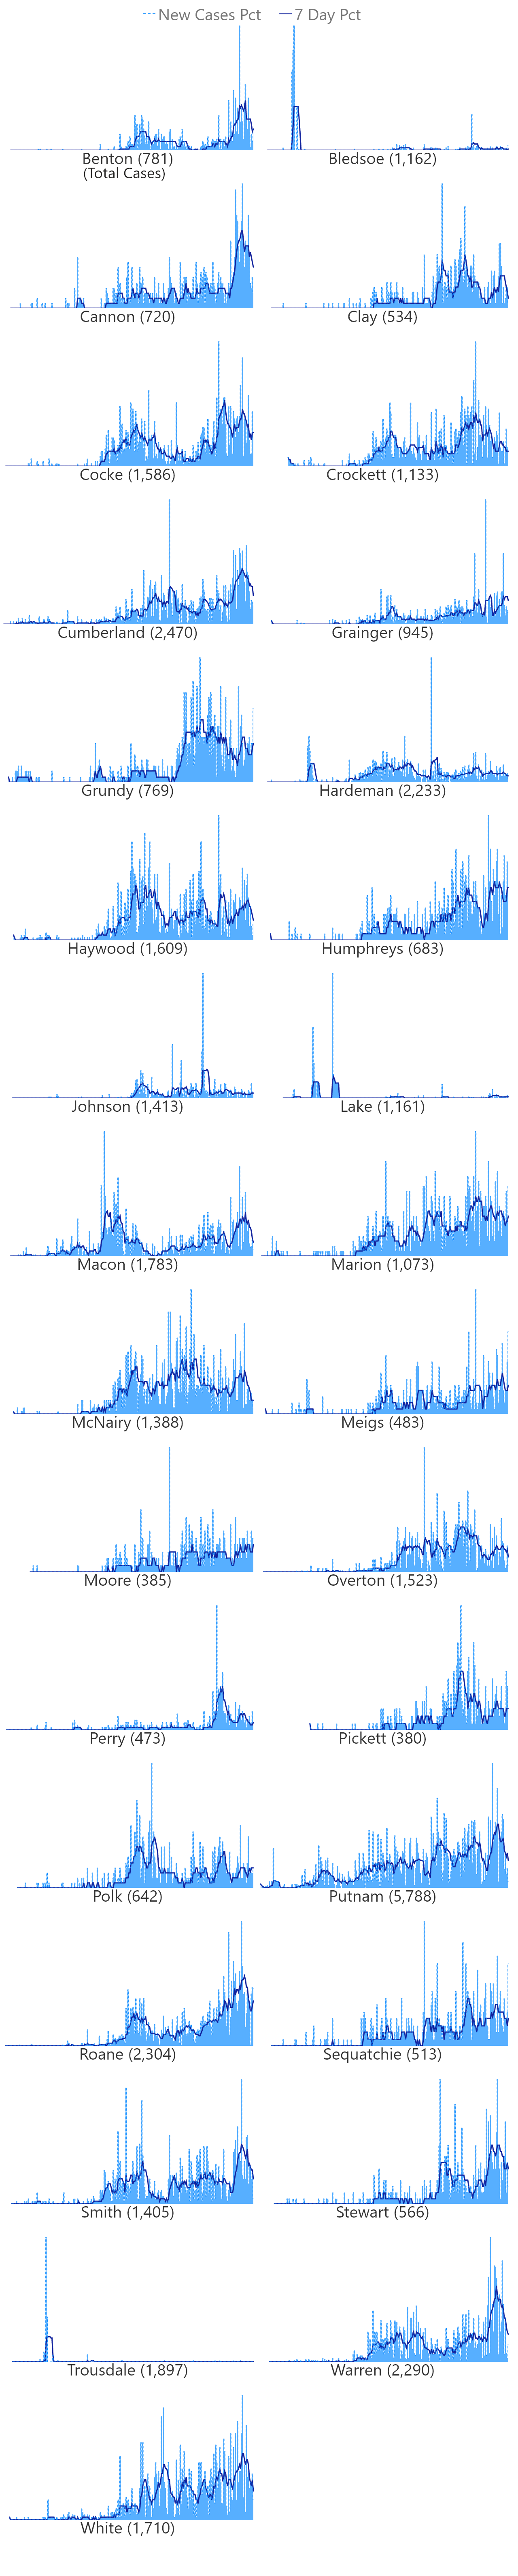 New Cases Pct 7 Day Pct
Benton (781)
(Total Cases)
Bledsoe (1,162)
Cannon (720)
Clay (534)
Cocke (1,586)
Crockett (1,133)
Cumberland (2,470)
Grainger (945)
Grundy (769)
Hardeman (2,233)
Haywood (1,609)
Humphreys (683)
Johnson (1,413)
Lake (1,161)
Macon (1,783)
Marion (1,073)
McNairy (1,388)
Meigs (483)
Moore (385)
Overton (1,523)
Perry (473)
Pickett (380)
Polk (642)
Putnam (5,788)
Roane (2,304)
Sequatchie (513)
Smith (1,405)
Stewart (566)
Trousdale (1,897)
Warren (2,290)
White (1,710)